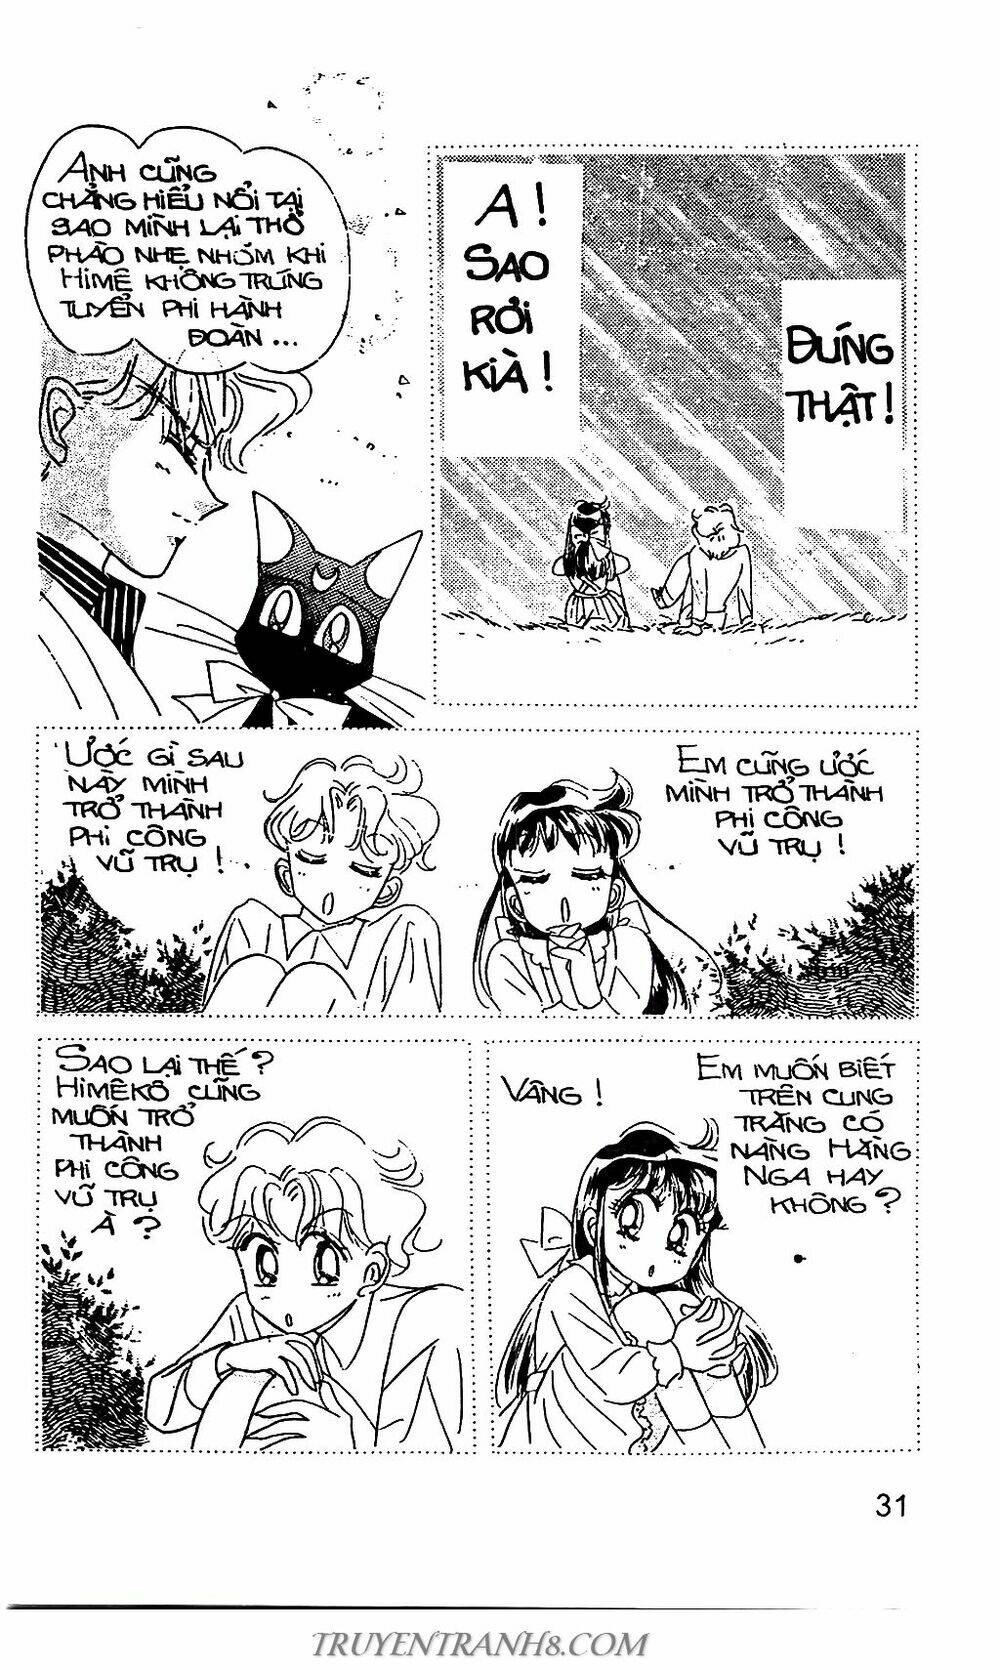 ANH CŨNG
CHẲNG HIỂU NỔI TẠI
SAO MÌNH LẠI THỞ
PHÀO NHẸ NHÕM KHI
HIMÊ KHÔNG TRÚNG
TUYỂN PHI HÀNH
ĐOÀN ...
A !
SAO
RƠI
KIÀ !
ĐÚNG
THẬT !
ƯỚC GÌ SAU
NÀY MÌNH
TRỞ THÀNH
PHI CÔNG
VŨ TRỤ !
EM CŨNG ƯỚC
MÌNH TRỞ THÀNH
PHI CÔNG
VŨ TRỤ !
SAO LẠI THẾ ?
HIMÊKÔ CŨNG
MUỐN TRỞ
THÀNH
PHI CÔNG
VŨ TRỤ
À ?
VÂNG !
EM MUỐN BIẾT
TRÊN CUNG
TRĂNG CÓ
NÀNG HẰNG
NGA HAY
KHÔNG ?
31
TRUYENTRANH8.COM